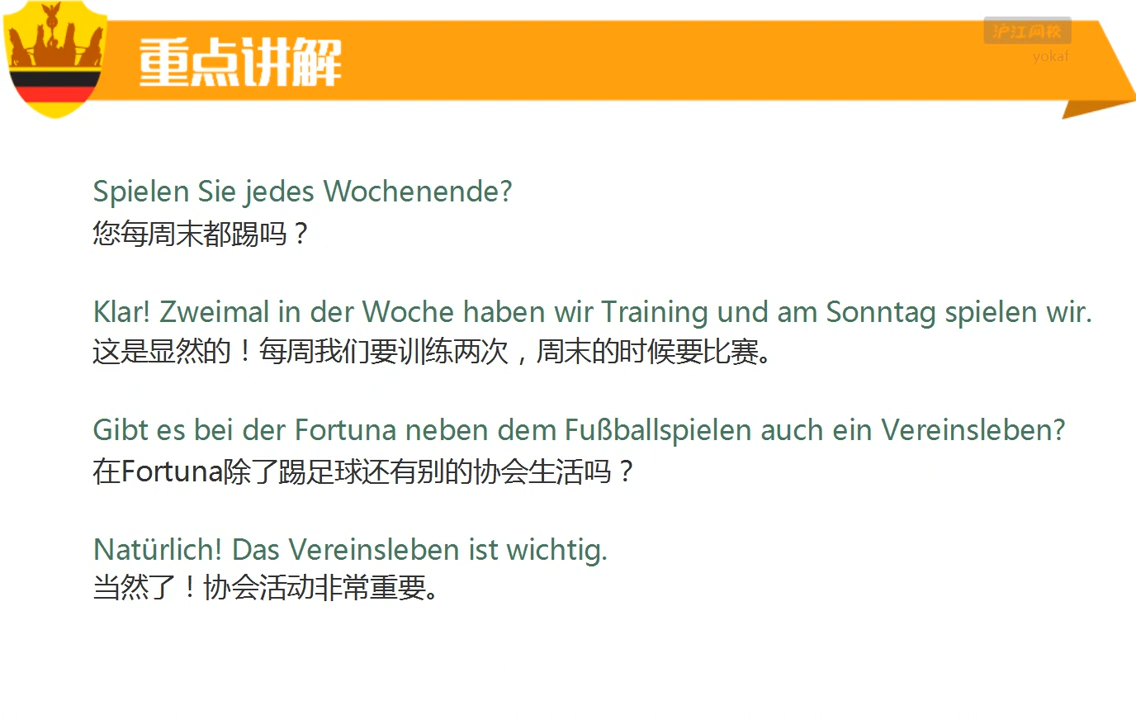 重点讲解
沪江网校
yokal
Spielen Sie jedes Wochenende?
您每周末都踢吗？
Klar! Zweimal in der Woche haben wir Training und am Sonntag spielen wir.
这是显然的！每周我们要训练两次，周末的时候要比赛。
Gibt es bei der Fortuna neben dem Fußballspielen auch ein Vereinsleben?
在Fortuna除了踢足球还有别的协会生活吗？
Natürlich! Das Vereinsleben ist wichtig.
当然了！协会活动非常重要。